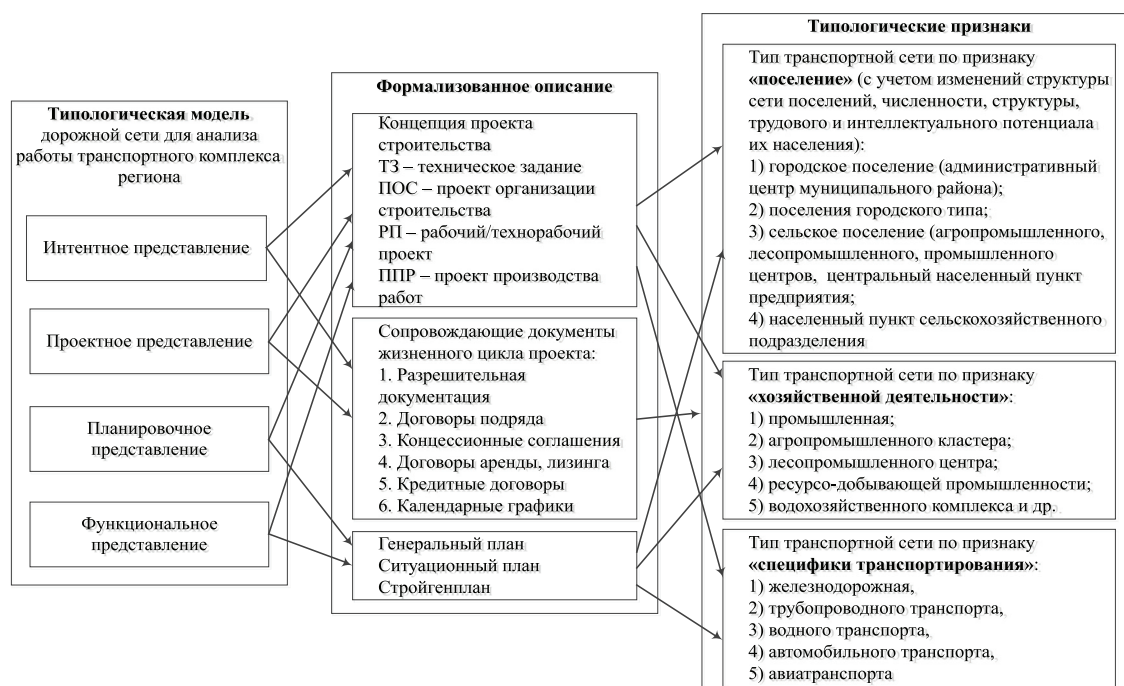 Типологическая модель
дорожной сети для анализа
работы транспортного комплекса
региона
Интентное представление
Проектное представление
Планировочное
представление
Функциональное
представление
Формализованное описание
Концепция проекта
строительства
ТЗ – техническое задание
ПОС – проект организации
строительства
РП – рабочий/технорабочий
проект
ППР – проект производства
работ
Сопровождающие документы
жизненного цикла проекта:
1. Разрешительная
документация
2. Договоры подряда
3. Концессионные соглашения
4. Договоры аренды, лизинга
5. Кредитные договоры
6. Календарные графики
Генеральный план
Ситуационный план
Стройгенплан
Типологические признаки
Тип транспортной сети по признаку
«поселение» (с учетом изменений структуры
сети поселений, численности, структуры,
трудового и интеллектуального потенциала
их населения):
1) городское поселение (административный
центр муниципального района);
2) поселения городского типа;
3) сельское поселение (агропромышленного,
лесопромышленного, промышленного
центров, центральный населенный пункт
предприятия;
4) населенный пункт сельскохозяйственного
подразделения
Тип транспортной сети по признаку
«хозяйственной деятельности»:
1) промышленная;
2) агропромышленного кластера;
3) лесопромышленного центра;
4) ресурсо-добывающей промышленности;
5) водохозяйственного комплекса и др.
Тип транспортной сети по признаку
«специфики транспортирования»:
1) железнодорожная,
2) трубопроводного транспорта,
3) водного транспорта,
4) автомобильного транспорта,
5) авиатранспорта